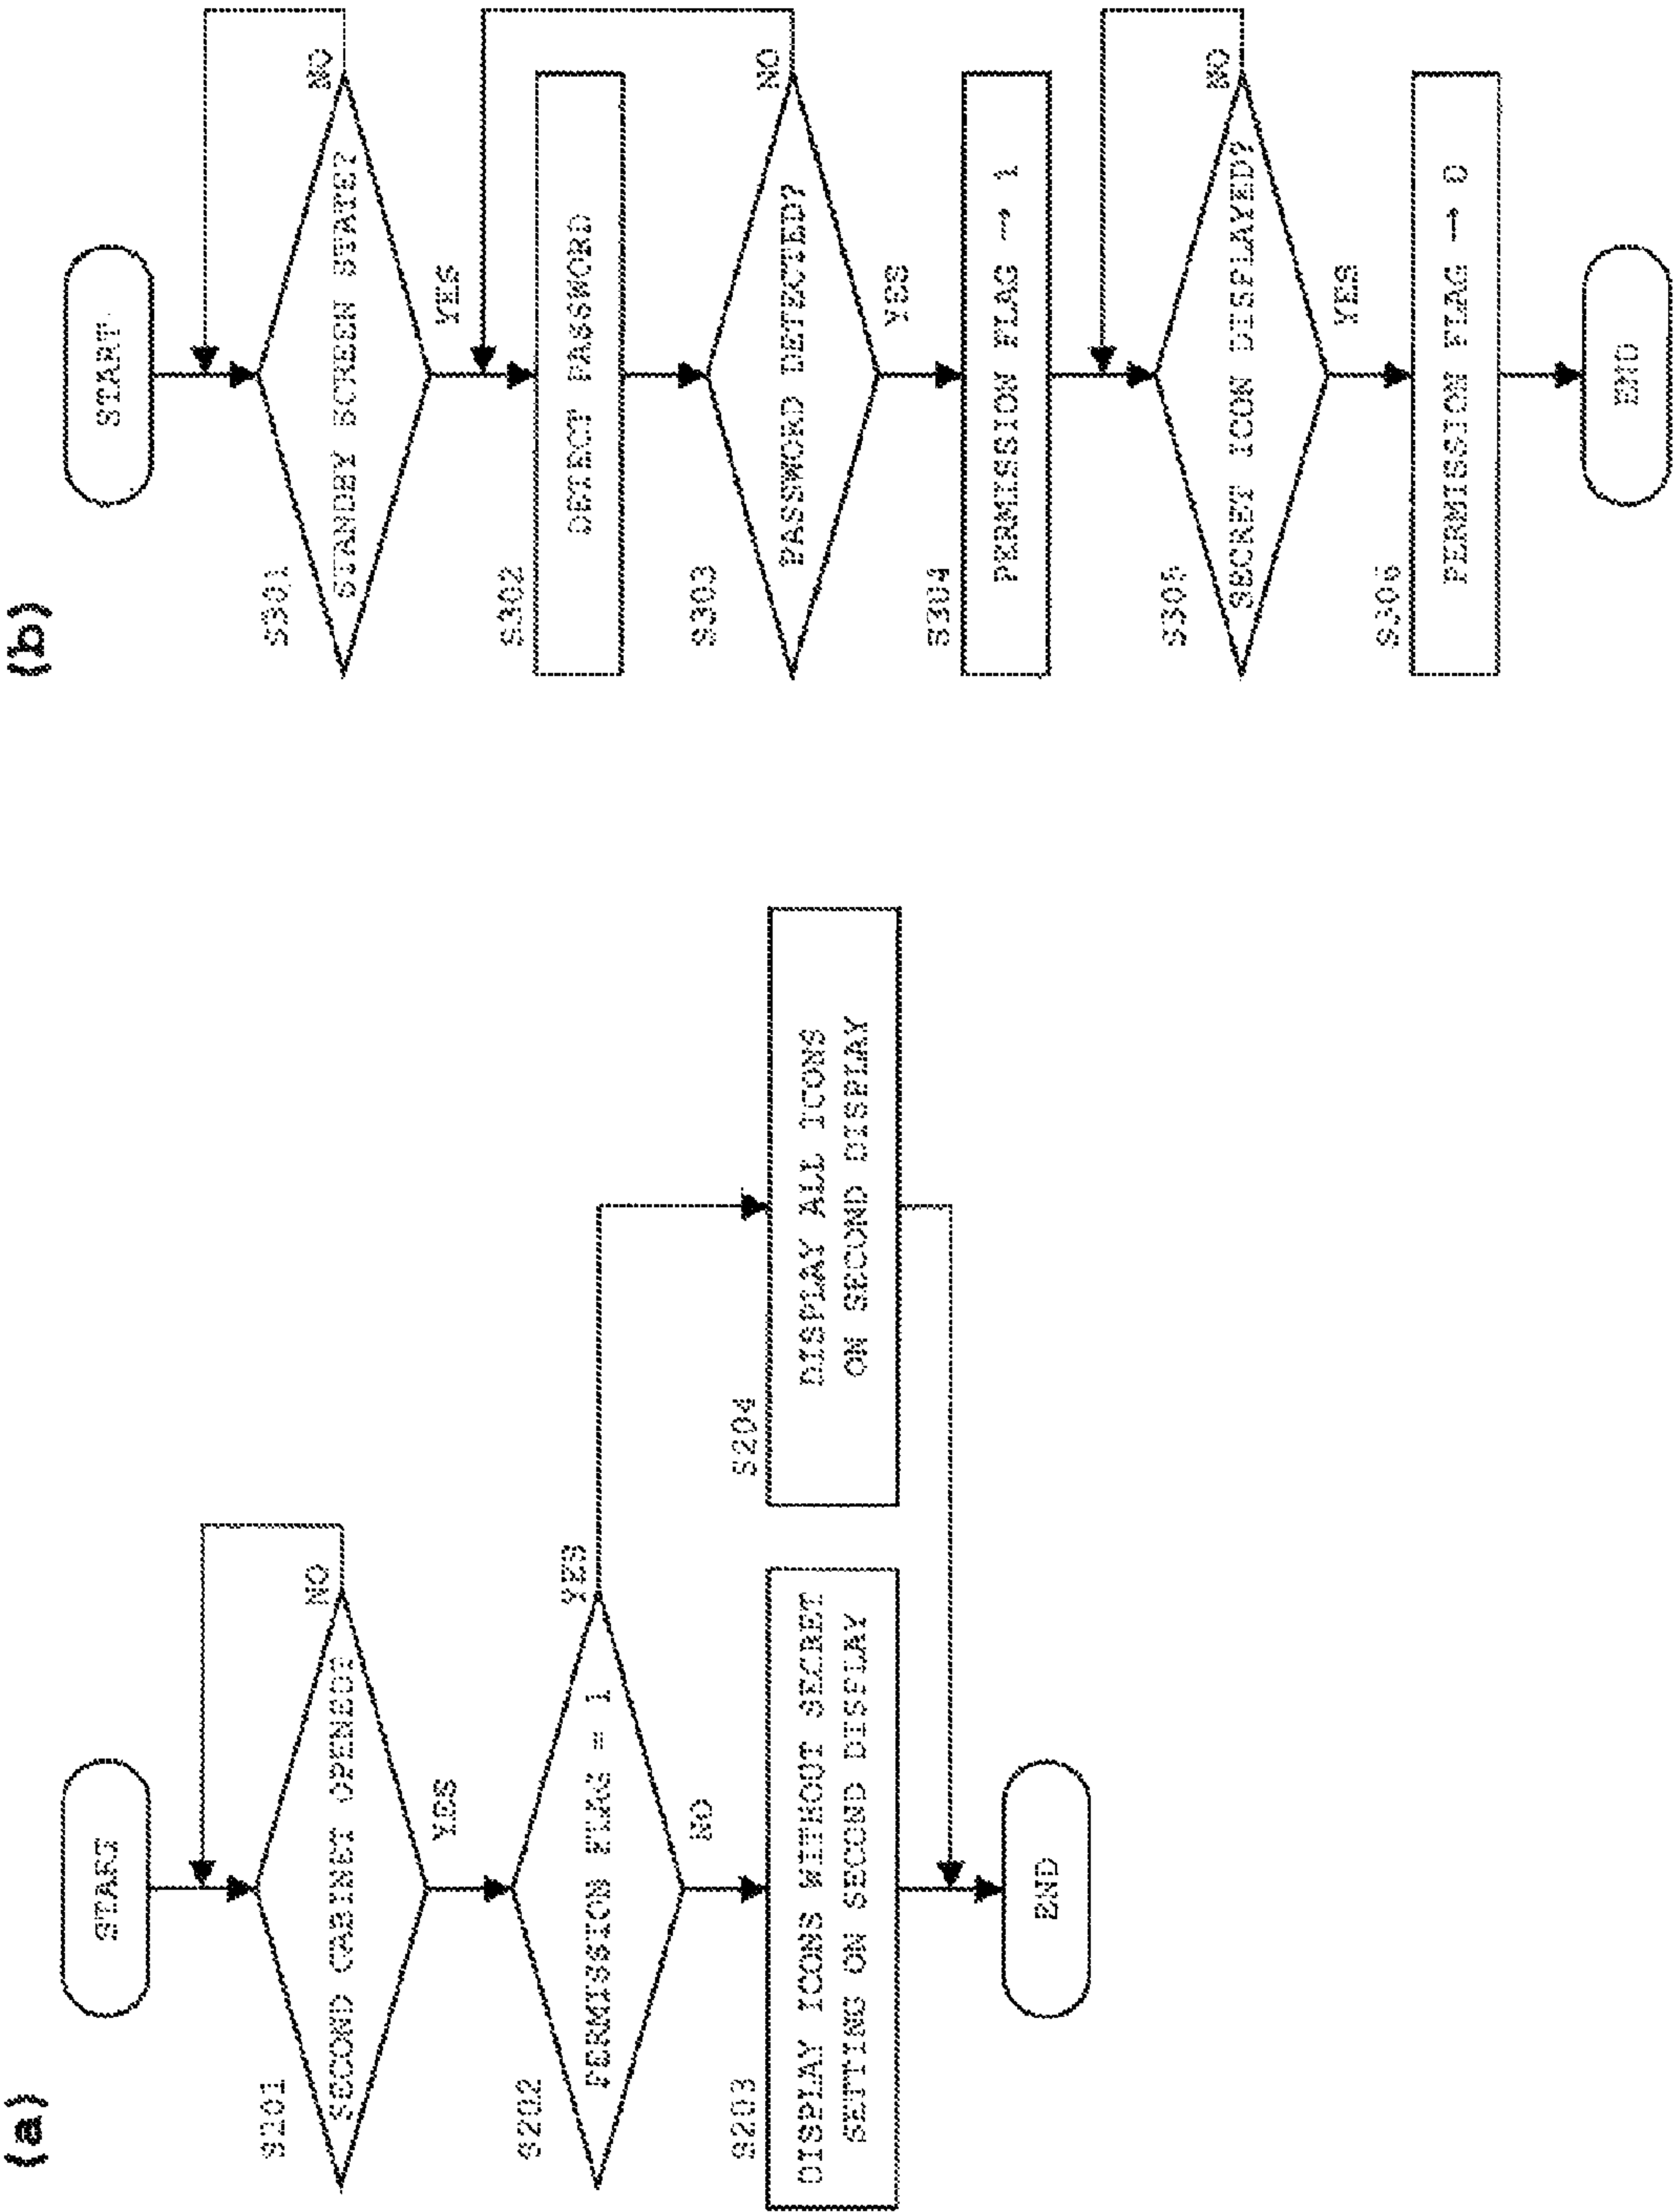 (a)
START
S201
SECOND CABINET OPENED?
NO
YES
S202
PERMISSION FLAG = 1
YES
NO
S203
DISPLAY ICONS WITHOUT SECRET
SETTING ON SECOND DISPLAY
S204
DISPLAY ALL ICONS
ON SECOND DISPLAY
END
(b)
START
S301
STANDBY SCREEN STATE?
NO
YES
S302
DETECT PASSWORD
S303
PASSWORD DETECTED?
NO
YES
S304
PERMISSION FLAG → 1
S305
SECRET ICON DISPLAYED?
NO
YES
S306
PERMISSION FLAG → 0
END